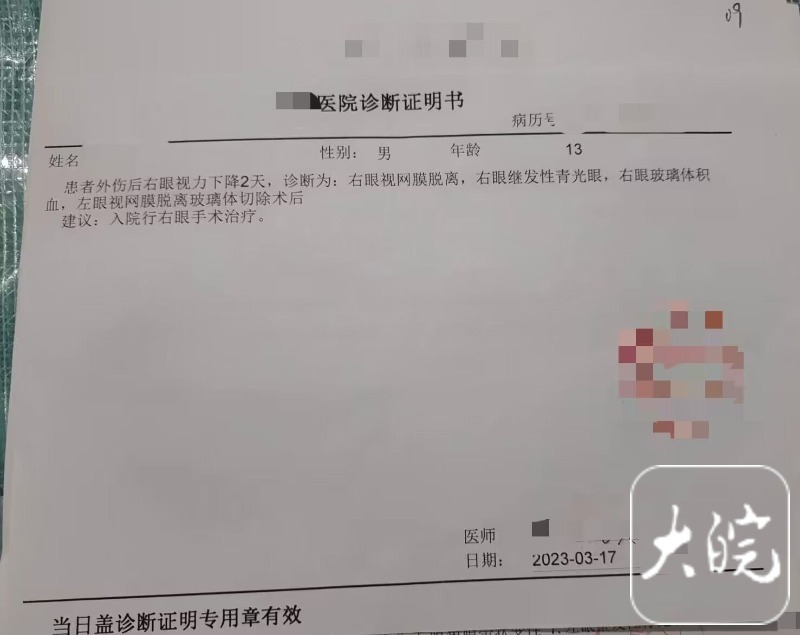 09
医院诊断证明书
病历号
姓名 性别： 男 年龄 13
患者外伤后右眼视力下降2天，诊断为：右眼视网膜脱离，右眼继发性青光眼，右眼玻璃体积
血，左眼视网膜脱离玻璃体切除术后
建议：入院行右眼手术治疗。
医师
日期： 2023-03-17
大皖
当日盖诊断证明专用章有效